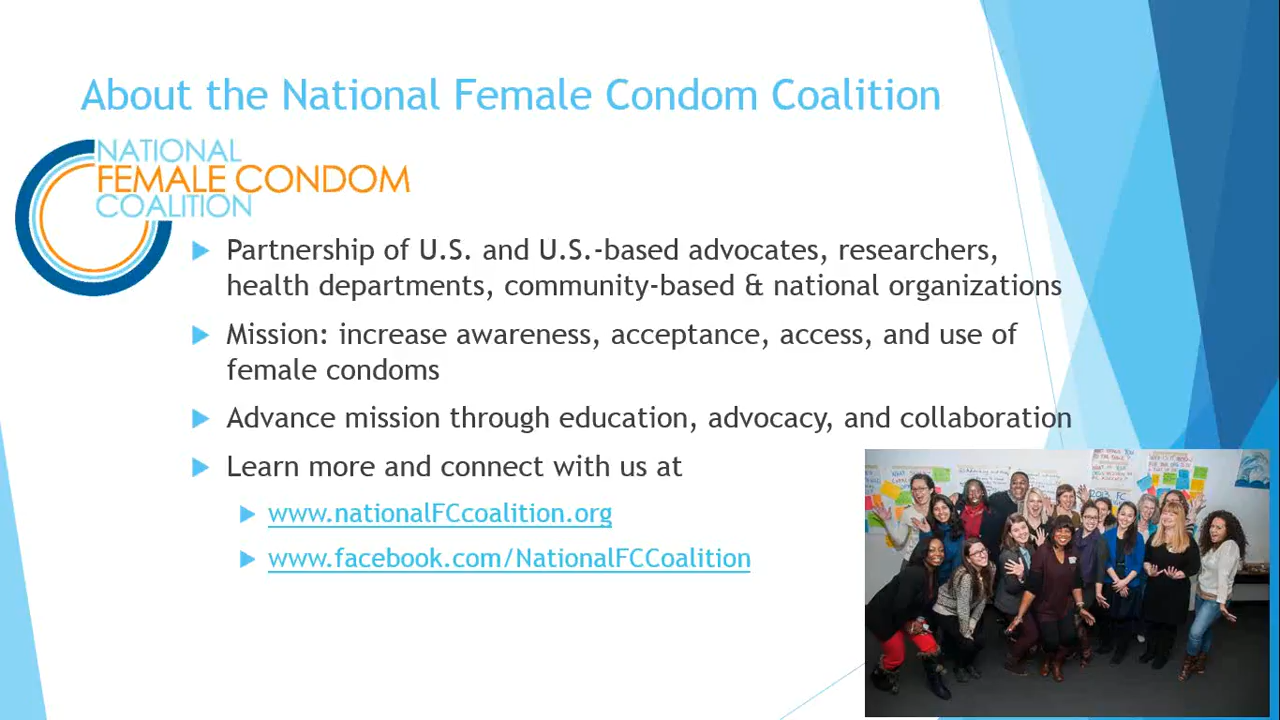 About the National Female Condom Coalition
NATIONAL
FEMALE CONDOM
COALITION
Partnership of U.S. and U.S.-based advocates, researchers,
health departments, community-based & national organizations
Mission: increase awareness, acceptance, access, and use of
female condoms
Advance mission through education, advocacy, and collaboration
Learn more and connect with us at
www.nationalFCcoalition.org
www.facebook.com/NationalFCCoalition
2013 FC